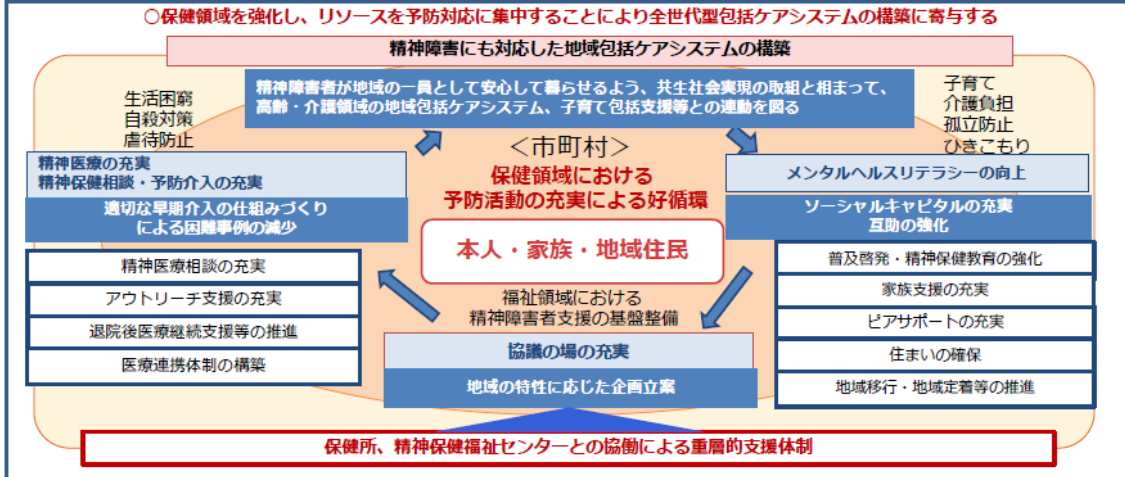 ○保健領域を強化し、リソースを予防対応に集中することにより全世代型包括ケアシステムの構築に寄与する
精神障害にも対応した地域包括ケアシステムの構築
精神障害者が地域の一員として安心して暮らせるよう、共生社会実現の取組と相まって、
高齢・介護領域の地域包括ケアシステム、子育て包括支援等との連動を図る
生活困窮
自殺対策
虐待防止
子育て
介護負担
孤立防止
ひきこもり
＜市町村＞
保健領域における
予防活動の充実による好循環
精神医療の充実
精神保健相談・予防介入の充実
適切な早期介入の仕組みづくり
による困難事例の減少
精神医療相談の充実
アウトリーチ支援の充実
退院後医療継続支援等の推進
医療連携体制の構築
メンタルヘルスリテラシーの向上
ソーシャルキャピタルの充実
互助の強化
普及啓発・精神保健教育の強化
家族支援の充実
ピアサポートの充実
住まいの確保
地域移行・地域定着等の推進
本人・家族・地域住民
福祉領域における
精神障害者支援の基盤整備
協議の場の充実
地域の特性に応じた企画立案
保健所、精神保健福祉センターとの協働による重層的支援体制